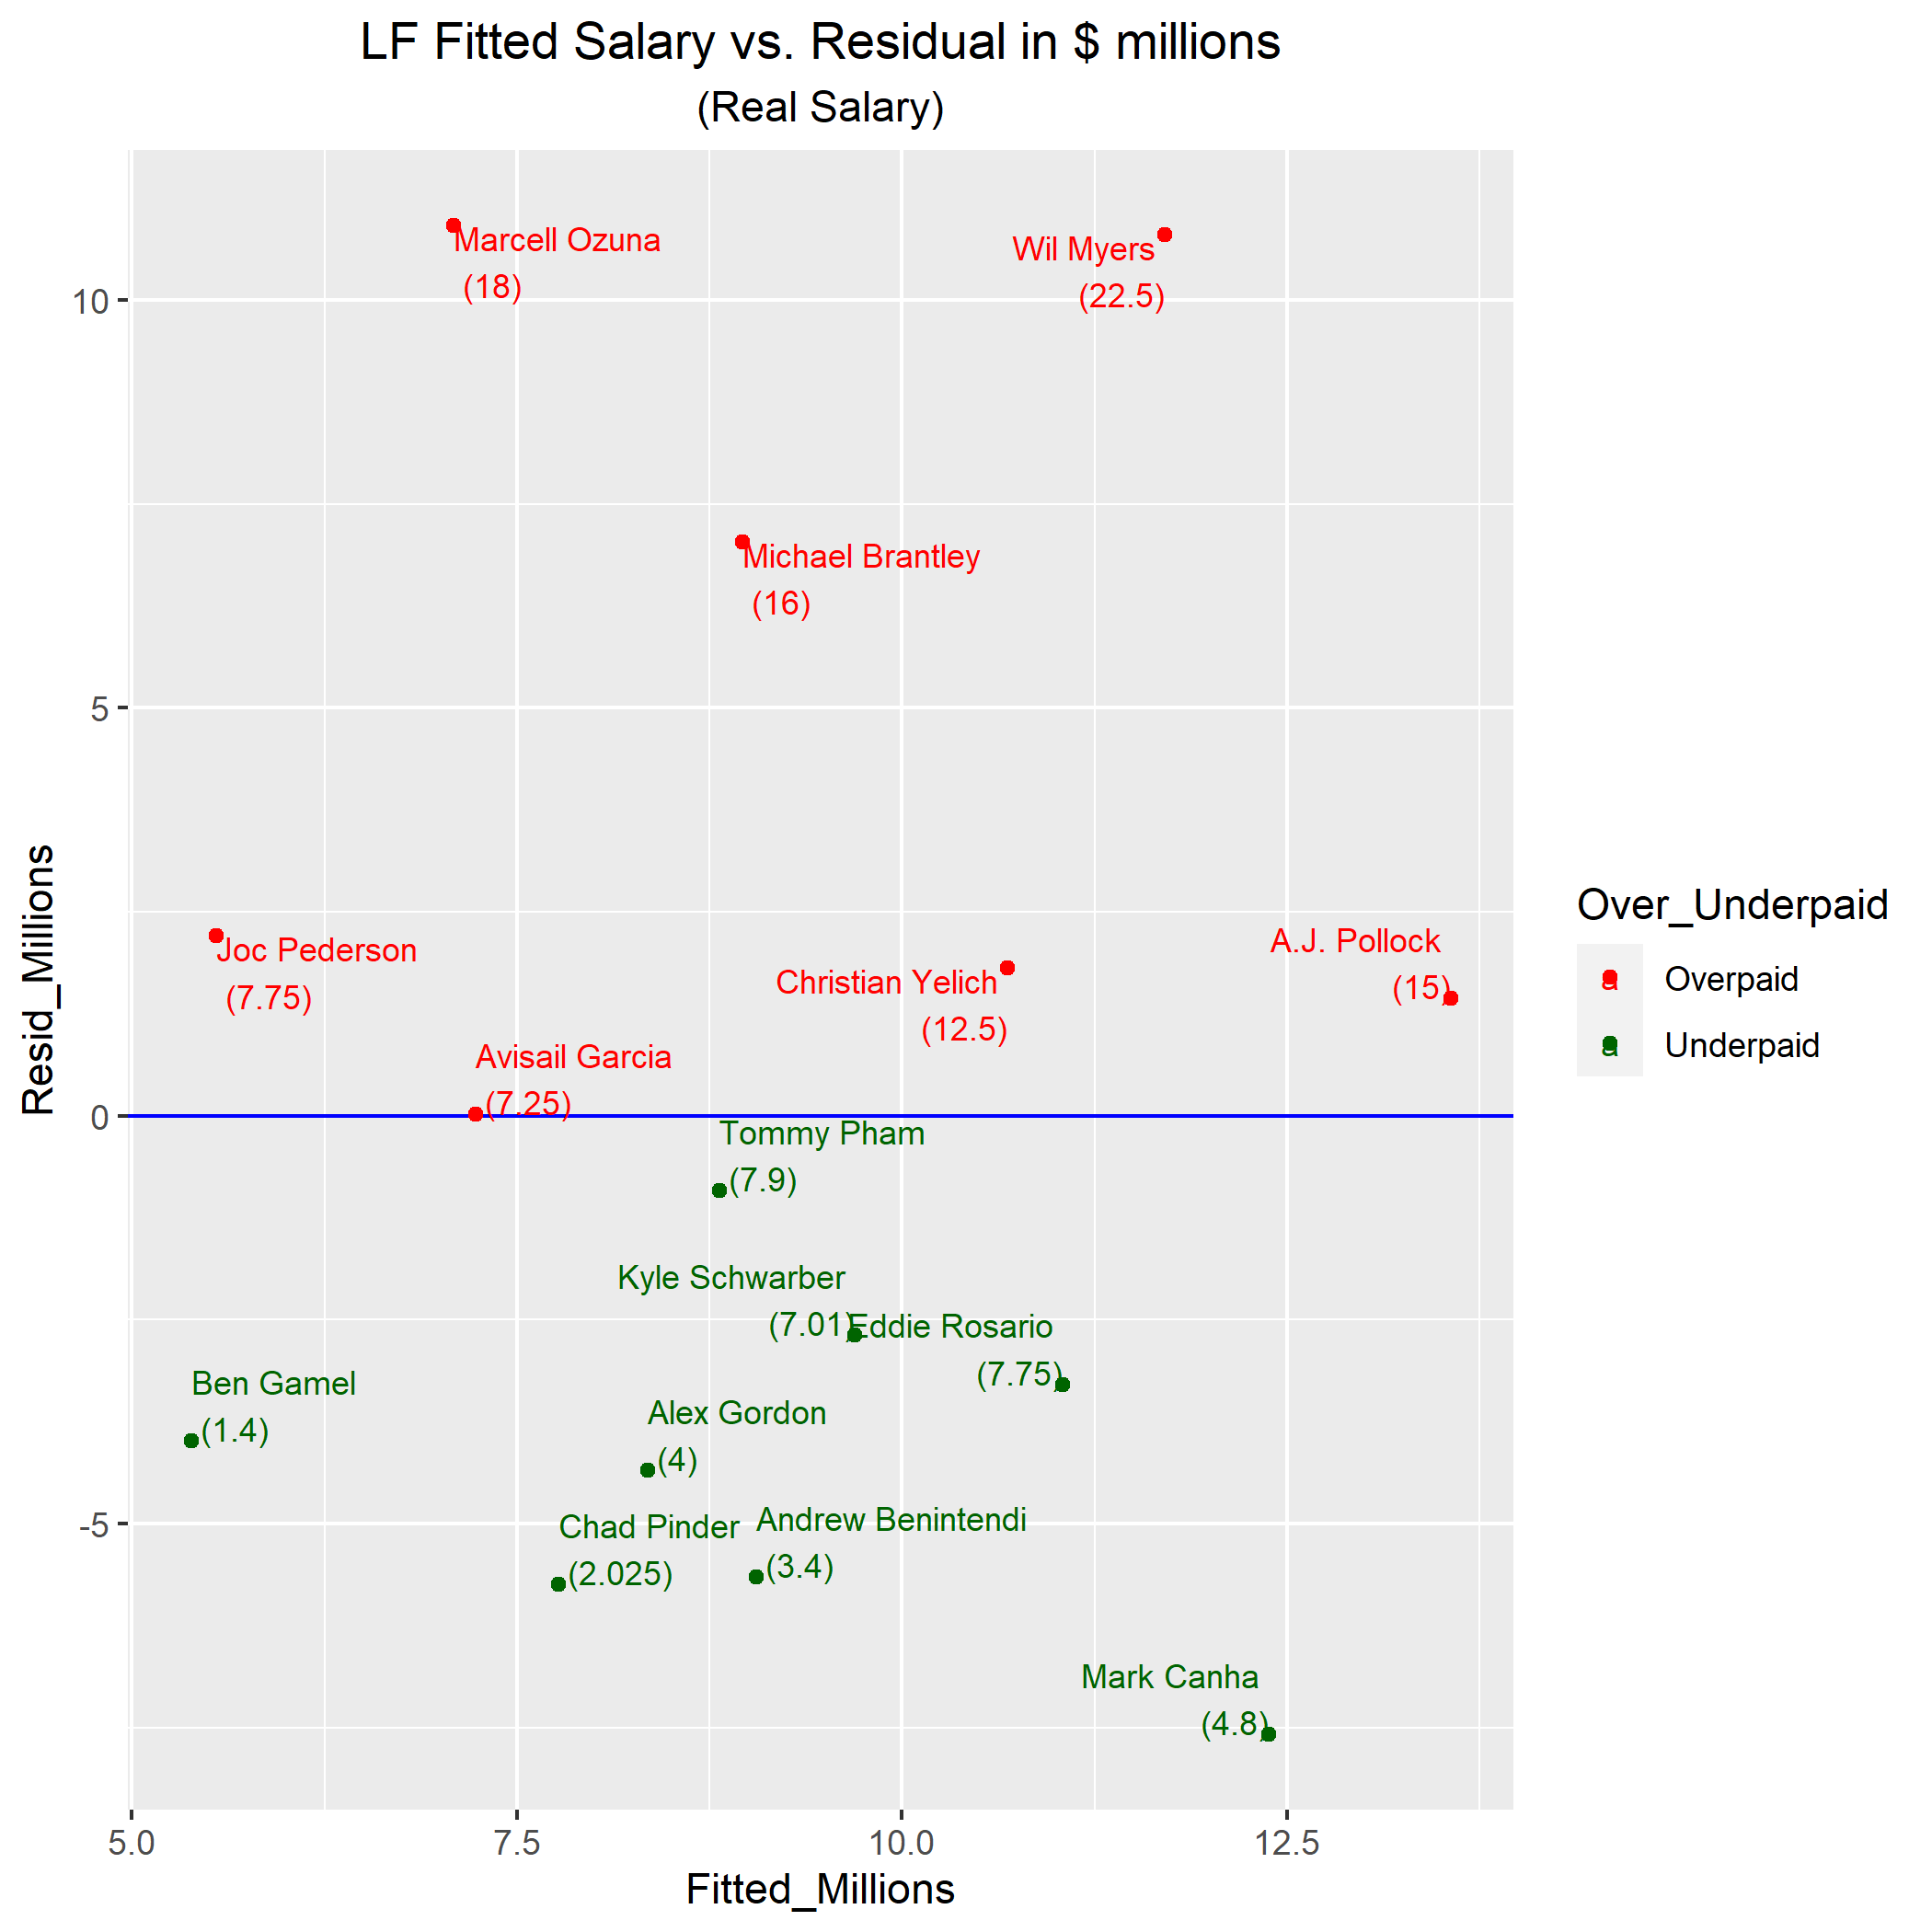 LF Fitted Salary vs. Residual in $ millions
(Real Salary)
Resid_Millions
10
5
0
-5
Marcell Ozuna
(18)
Wil Myers
(22.5)
Michael Brantley
(16)
Joc Pederson
(7.75)
A.J. Pollock
(15)
Christian Yelich
(12.5)
Avisail Garcia
(7.25)
Tommy Pham
(7.9)
Kyle Schwarber
(7.01)
Eddie Rosario
(7.75)
Ben Gamel
(1.4)
Alex Gordon
(4)
Chad Pinder
(2.025)
Andrew Benintendi
(3.4)
Mark Canha
(4.8)
5.0
7.5
10.0
12.5
Fitted_Millions
Over_Underpaid
a Overpaid
a Underpaid